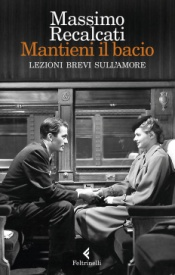 Massimo
Recalcati
Mantieni il bacio
LEZIONI BREVI SULL'AMORE
Feltrinelli